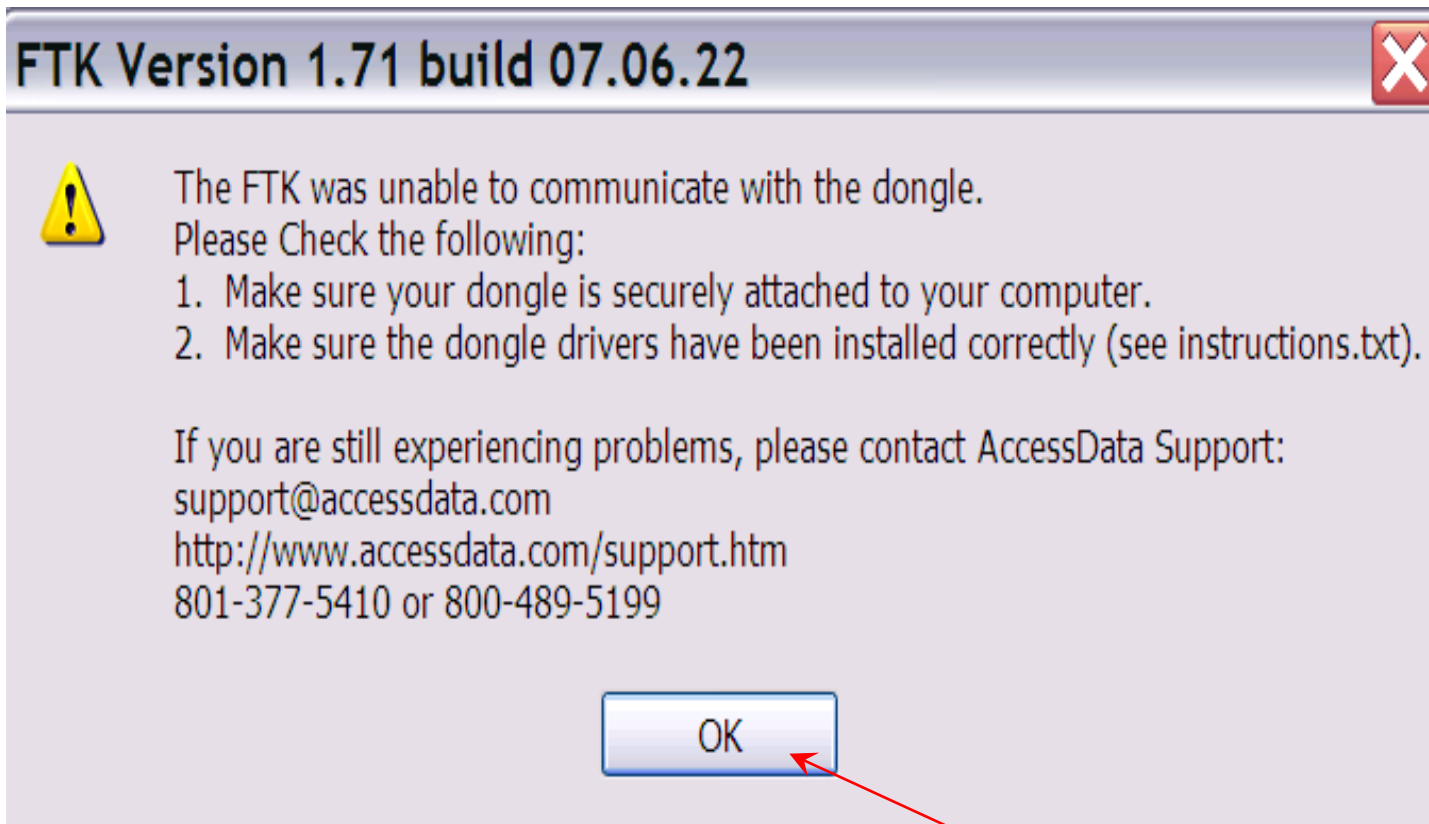 FTK Version 1.71 build 07.06.22
The FTK was unable to communicate with the dongle.
Please Check the following:
1. Make sure your dongle is securely attached to your computer.
2. Make sure the dongle drivers have been installed correctly (see instructions.txt).
If you are still experiencing problems, please contact AccessData Support:
support@accessdata.com
http://www.accessdata.com/support.htm
801-377-5410 or 800-489-5199
OK